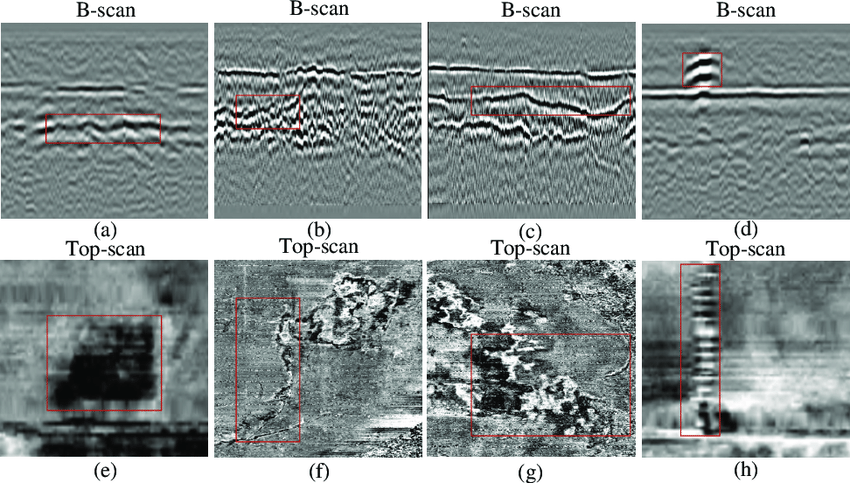 B-scan B-scan B-scan B-scan
(a) (b) (c) (d)
Top-scan Top-scan Top-scan Top-scan
(e) (f) (g) (h)